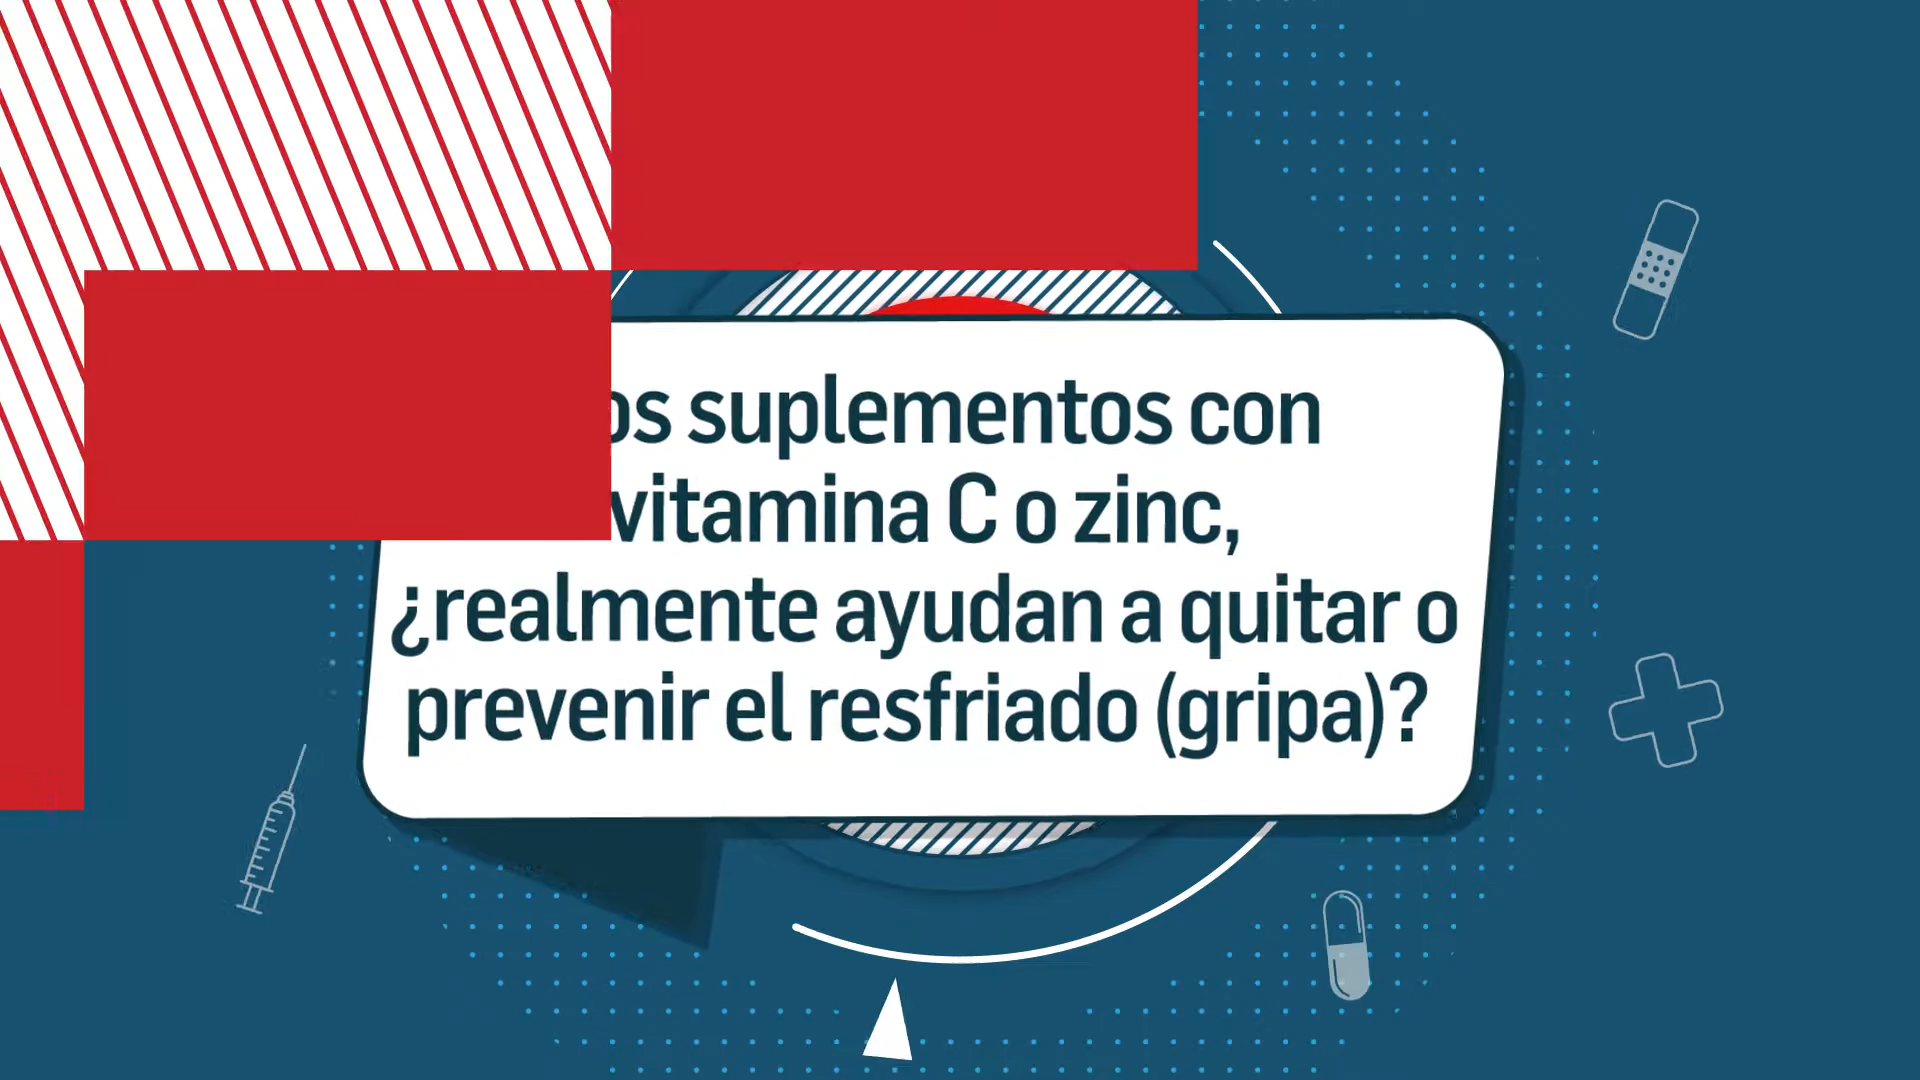 os suplementos con
vitamina C o zinc,
¿realmente ayudan a quitar o
prevenir el resfriado (gripa)?